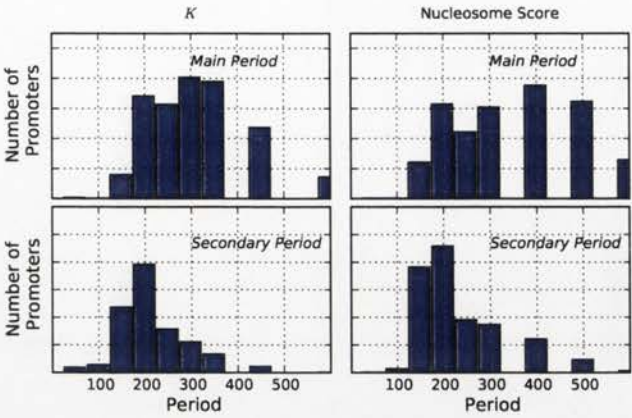 K
Nucleosome Score
Number of
Promoters
Main Period
Main Period
Number of
Promoters
Secondary Period
Secondary Period
100 200 300 400 500
100 200 300 400 500
Period
Period